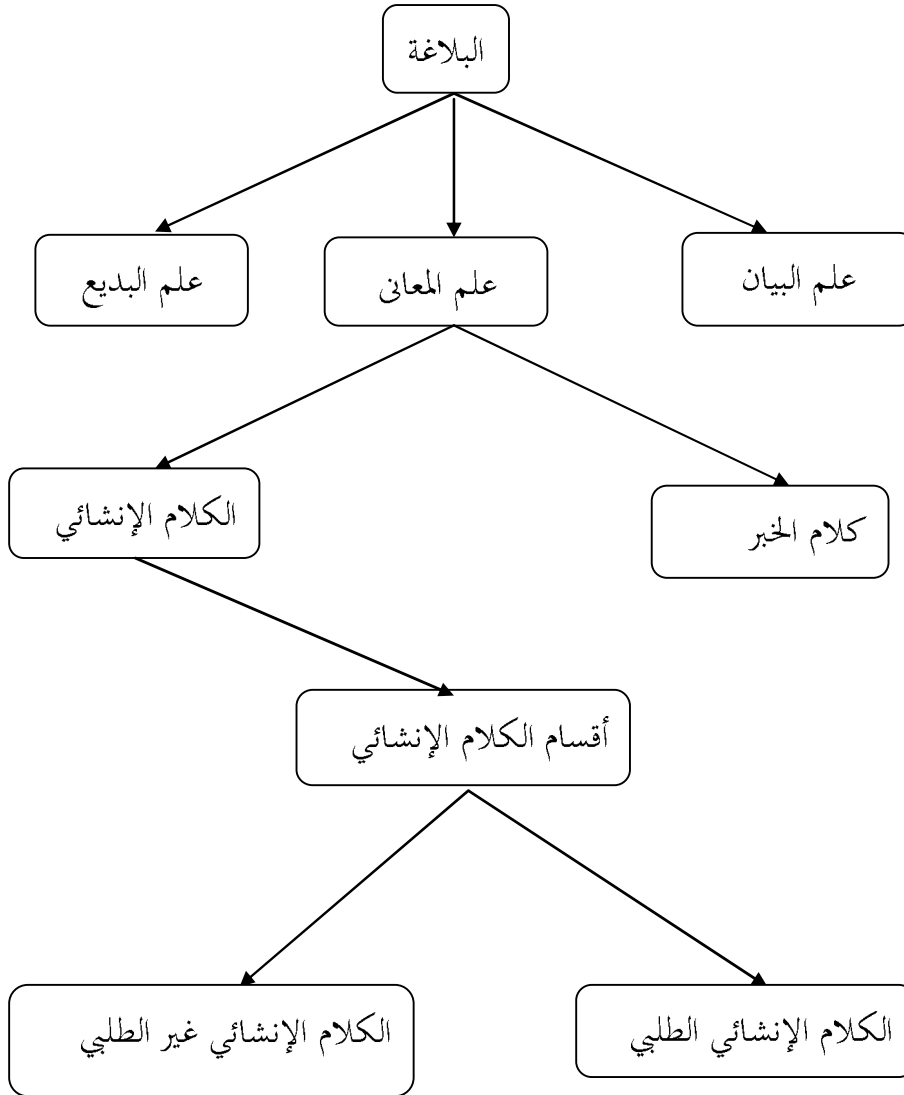 البلاغة
علم البيان
علم المعانى
علم البديع
كلام الخبر
الكلام الإنشائي
أقسام الكلام الإنشائي
الكلام الإنشائي الطلبي
الكلام الإنشائي غير الطلبي